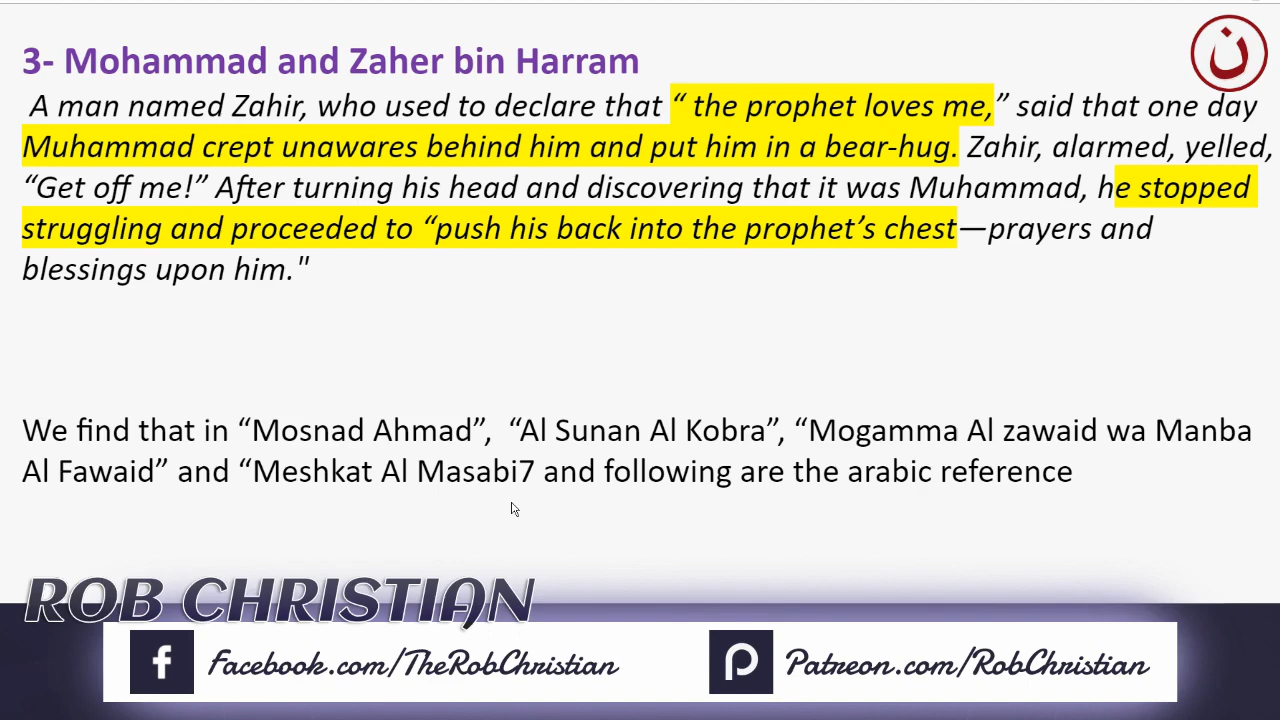 3- Mohammad and Zaher bin Harram
ن
A man named Zahir, who used to declare that “ the prophet loves me,” said that one day
Muhammad crept unawares behind him and put him in a bear-hug. Zahir, alarmed, yelled,
“Get off me!” After turning his head and discovering that it was Muhammad, he stopped
struggling and proceeded to “push his back into the prophet’s chest—prayers and
blessings upon him."
We find that in “Mosnad Ahmad”, “Al Sunan Al Kobra”, “Mogamma Al zawaid wa Manba
Al Fawaid” and “Meshkat Al Masabi7 and following are the arabic reference
ROB CHRISTIAN
f Facebook.com/TheRobChristian
Patreon.com/RobChristian